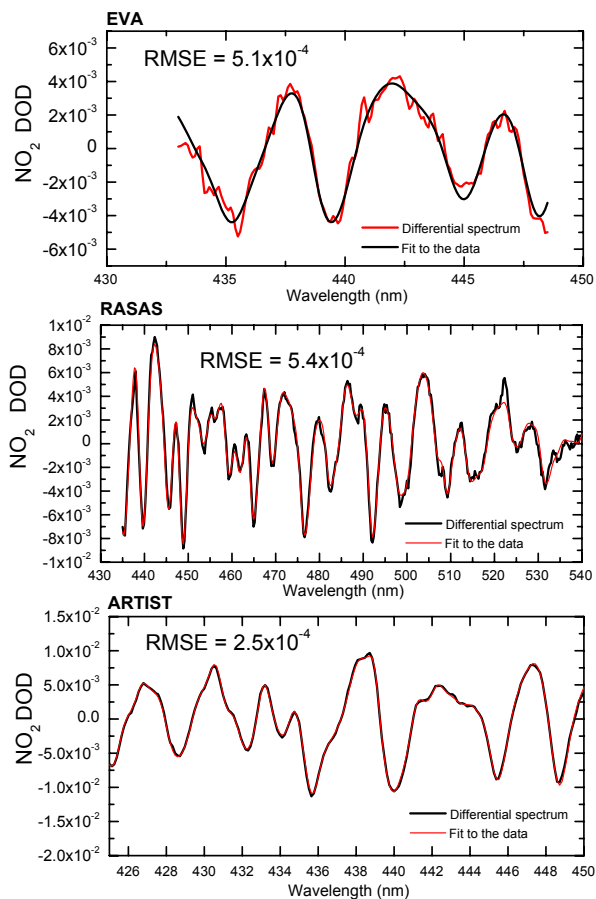 EVA
RMSE = 5.1x10⁻⁴
6x10⁻³
4x10⁻³
2x10⁻³
0
-2x10⁻³
-4x10⁻³
-6x10⁻³
NO₂ DOD
Differential spectrum
Fit to the data
430 435 440 445 450
Wavelength (nm)
RASAS
RMSE = 5.4x10⁻⁴
1x10⁻²
8x10⁻³
6x10⁻³
4x10⁻³
2x10⁻³
0
-2x10⁻³
-4x10⁻³
-6x10⁻³
-8x10⁻³
-1x10⁻²
NO₂ DOD
Differential spectrum
Fit to the data
430 440 450 460 470 480 490 500 510 520 530 540
Wavelength (nm)
ARTIST
RMSE = 2.5x10⁻⁴
1.5x10⁻²
1.0x10⁻²
5.0x10⁻³
0.0
-5.0x10⁻³
-1.0x10⁻²
-1.5x10⁻²
-2.0x10⁻²
NO₂ DOD
Differential spectrum
Fit to the data
426 428 430 432 434 436 438 440 442 444 446 448 450
Wavelength (nm)